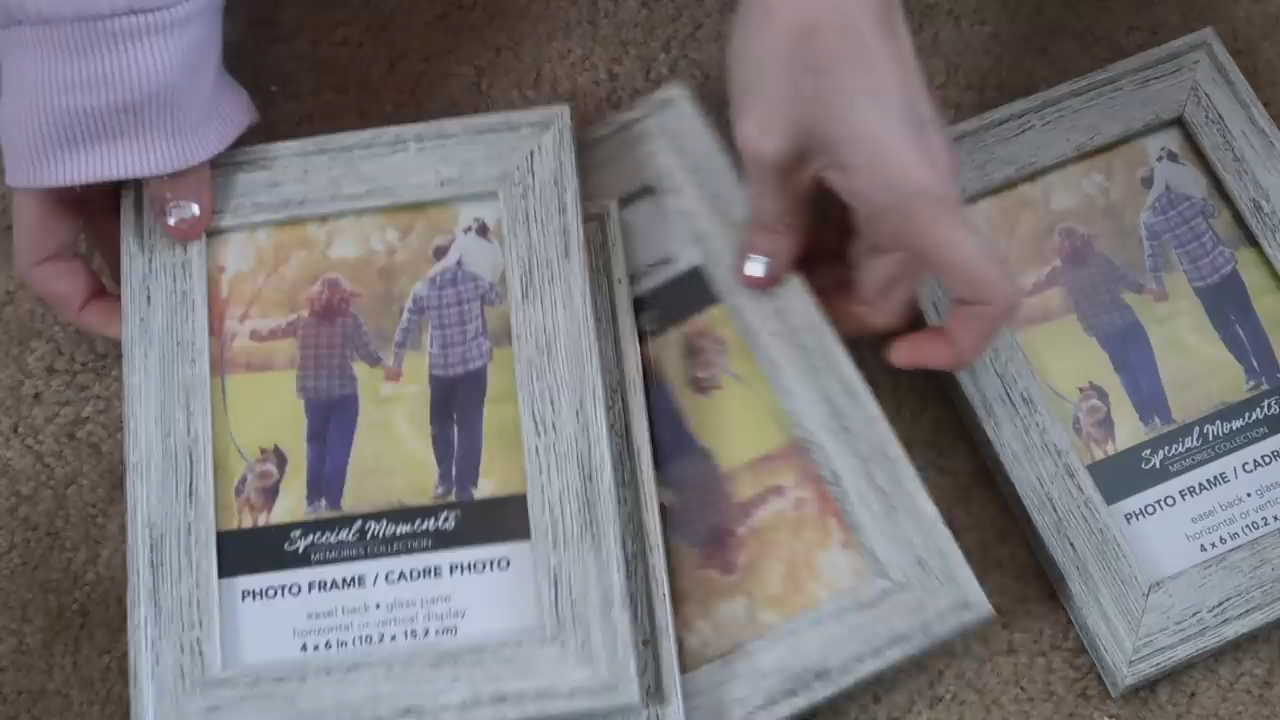 Special Moments
MEMORIES COLLECTION
PHOTO FRAME / CADRE PHOTO
easel back • glass pane
horizontal or vertical display
4 x 6 in (10.2 x 15.2 cm)
Special Moments
MEMORIES COLLECTION
PHOTO FRAME / CADR
easel back • glass
horizontal or vertic
4 x 6 in (10.2 x